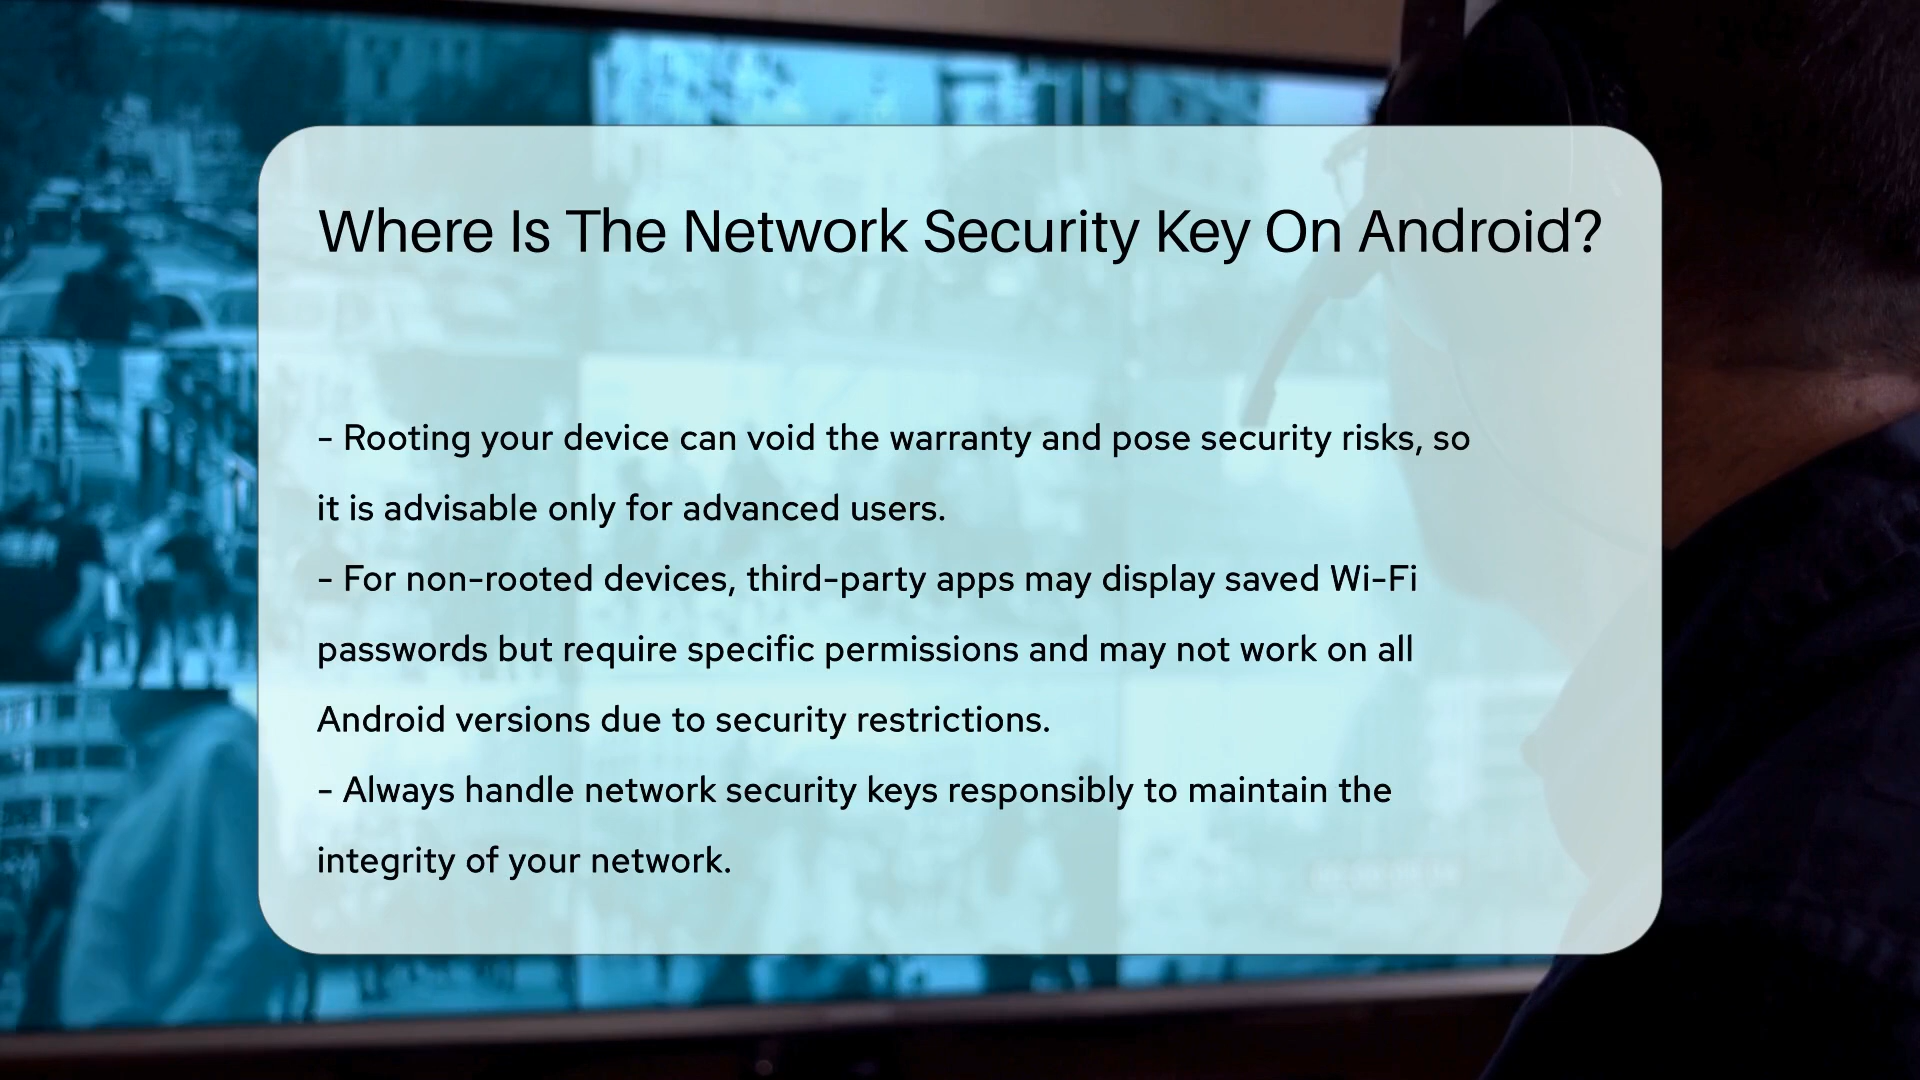 Where Is The Network Security Key On Android?
- Rooting your device can void the warranty and pose security risks, so
it is advisable only for advanced users.
- For non-rooted devices, third-party apps may display saved Wi-Fi
passwords but require specific permissions and may not work on all
Android versions due to security restrictions.
- Always handle network security keys responsibly to maintain the
integrity of your network.